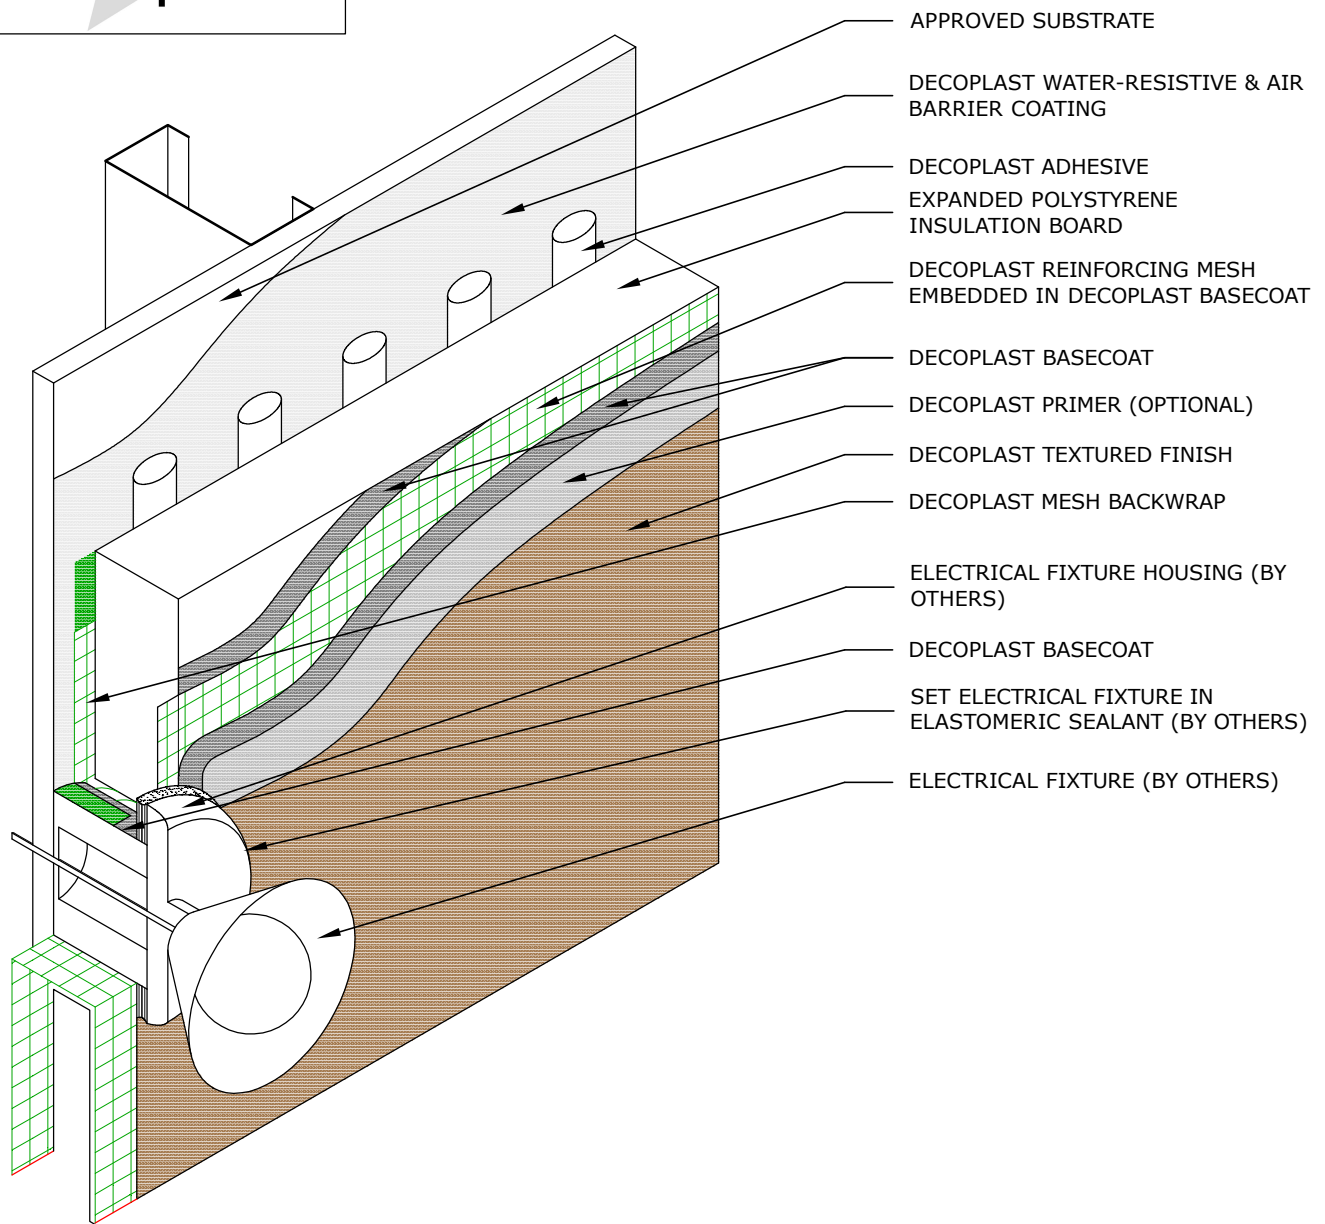 APPROVED SUBSTRATE
DECOPLAST WATER-RESISTIVE & AIR
BARRIER COATING
DECOPLAST ADHESIVE
EXPANDED POLYSTYRENE
INSULATION BOARD
DECOPLAST REINFORCING MESH
EMBEDDED IN DECOPLAST BASECOAT
DECOPLAST BASECOAT
DECOPLAST PRIMER (OPTIONAL)
DECOPLAST TEXTURED FINISH
DECOPLAST MESH BACKWRAP
ELECTRICAL FIXTURE HOUSING (BY
OTHERS)
DECOPLAST BASECOAT
SET ELECTRICAL FIXTURE IN
ELASTOMERIC SEALANT (BY OTHERS)
ELECTRICAL FIXTURE (BY OTHERS)